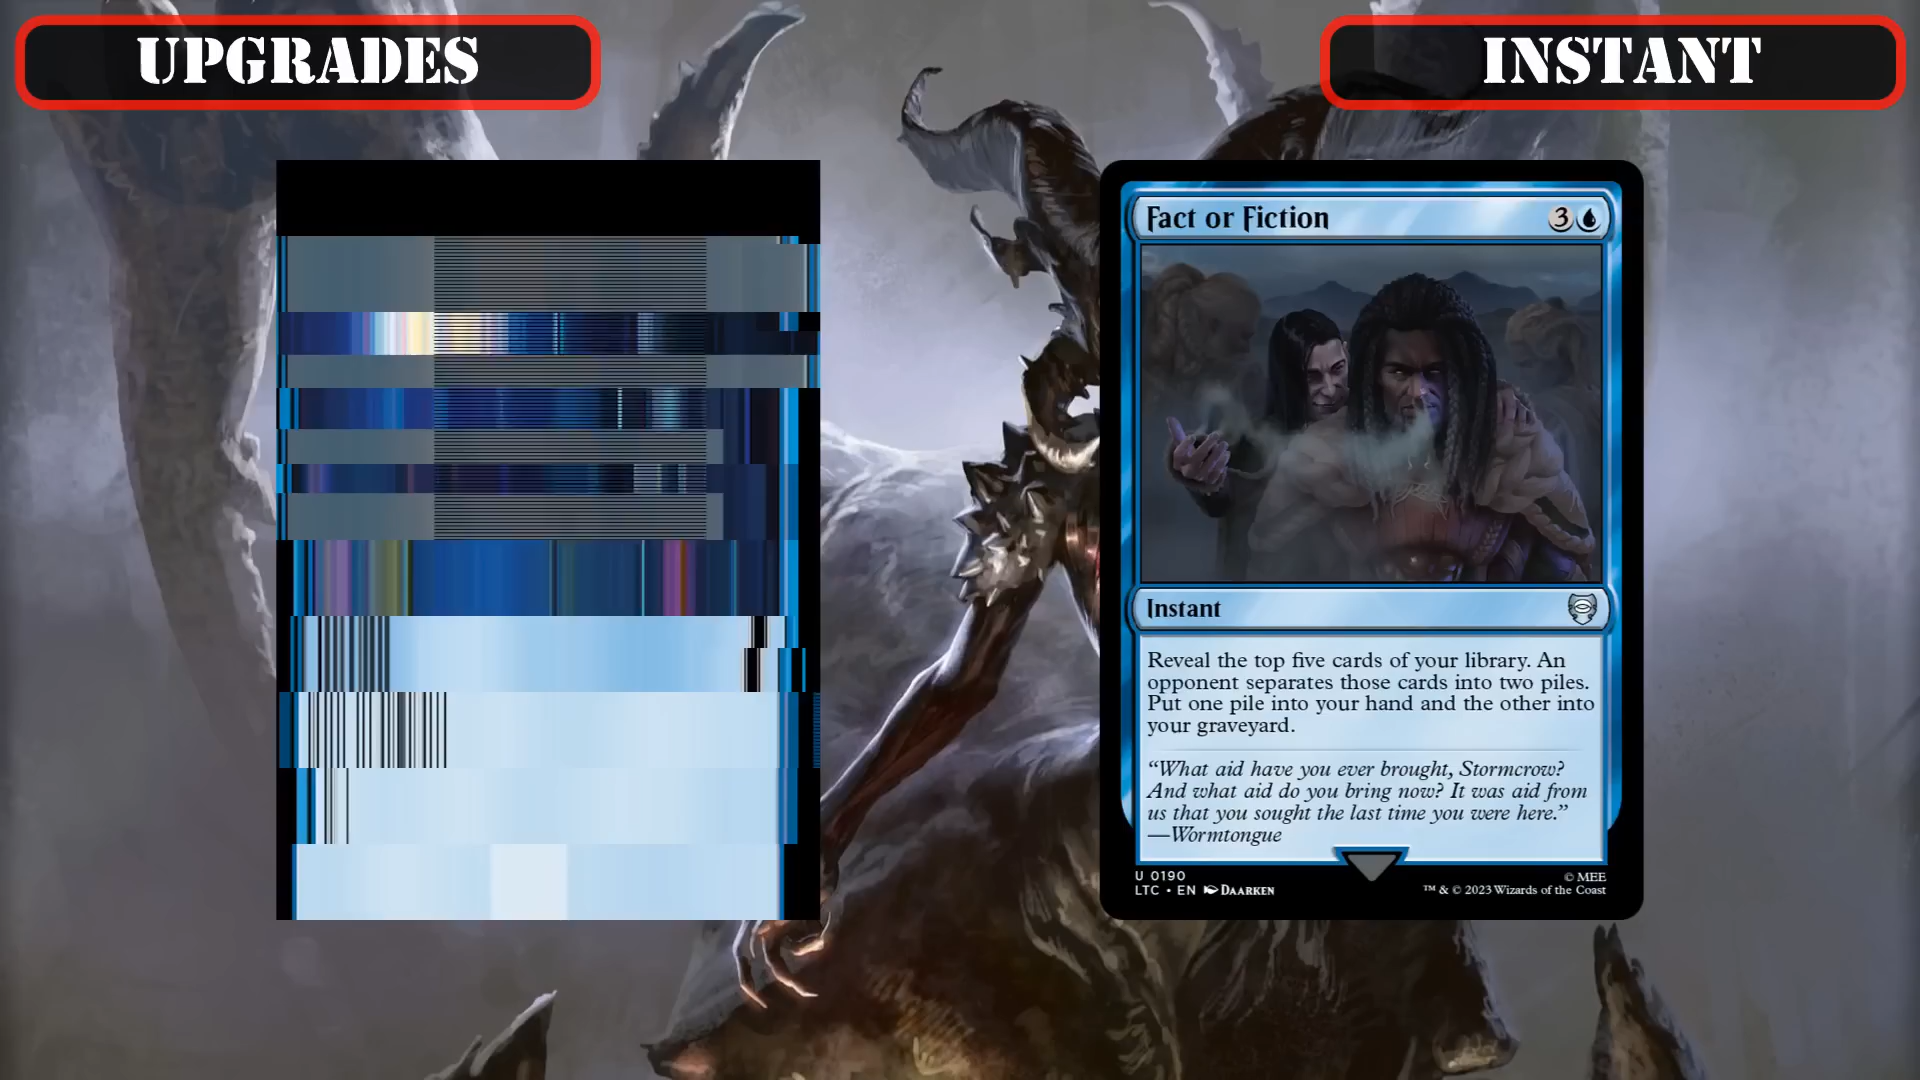 UPGRADES
INSTANT
Fact or Fiction
3
Instant
Reveal the top five cards of your library. An
opponent separates those cards into two piles.
Put one pile into your hand and the other into
your graveyard.
“What aid have you ever brought, Stormcrow?
And what aid do you bring now? It was aid from
us that you sought the last time you were here.”
—Wormtongue
U 0190
LTC • EN DAARKEN
© MEE
™ & © 2023 Wizards of the Coast